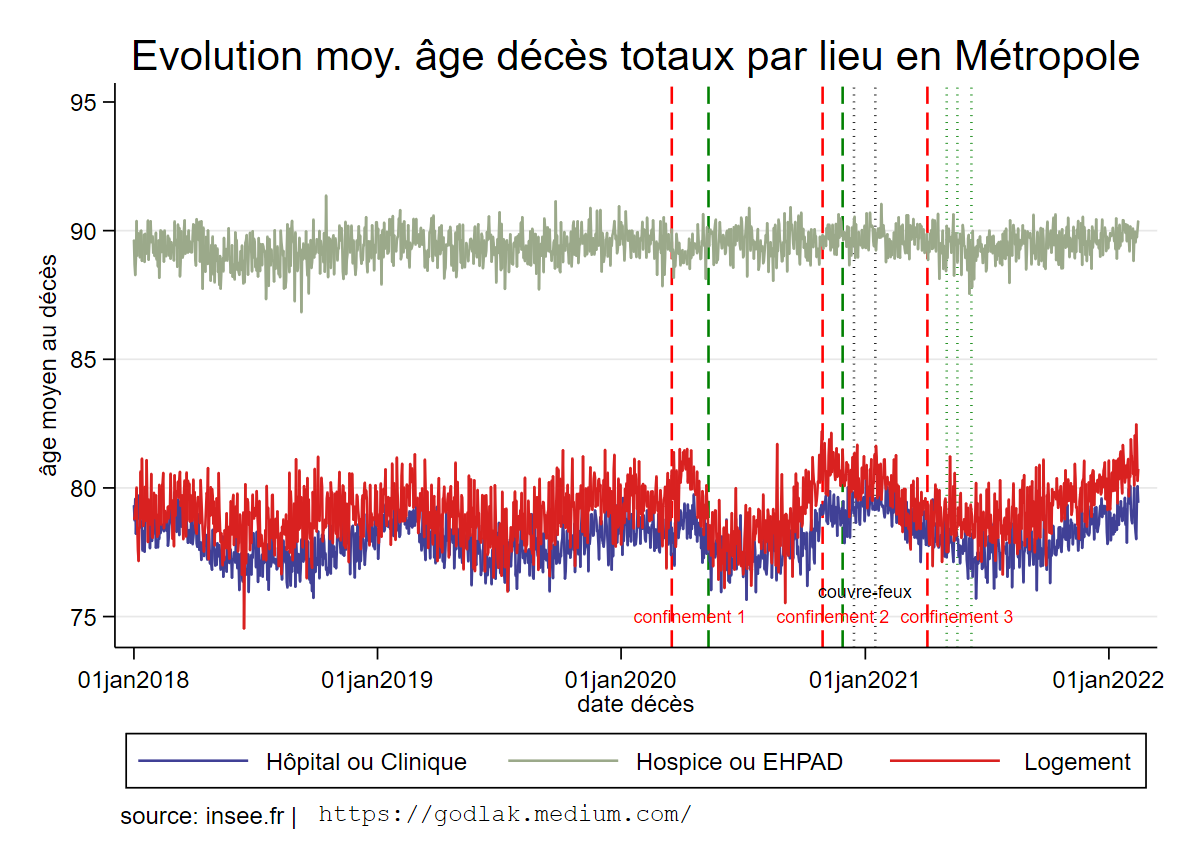 Evolution moy. âge décès totaux par lieu en Métropole
95
90
85
80
75
âge moyen au décès
couvre-feux
confinement 1
confinement 2
confinement 3
01jan2018
01jan2019
01jan2020
01jan2021
01jan2022
date décès
Hôpital ou Clinique
Hospice ou EHPAD
Logement
source: insee.fr | https://godlak.medium.com/